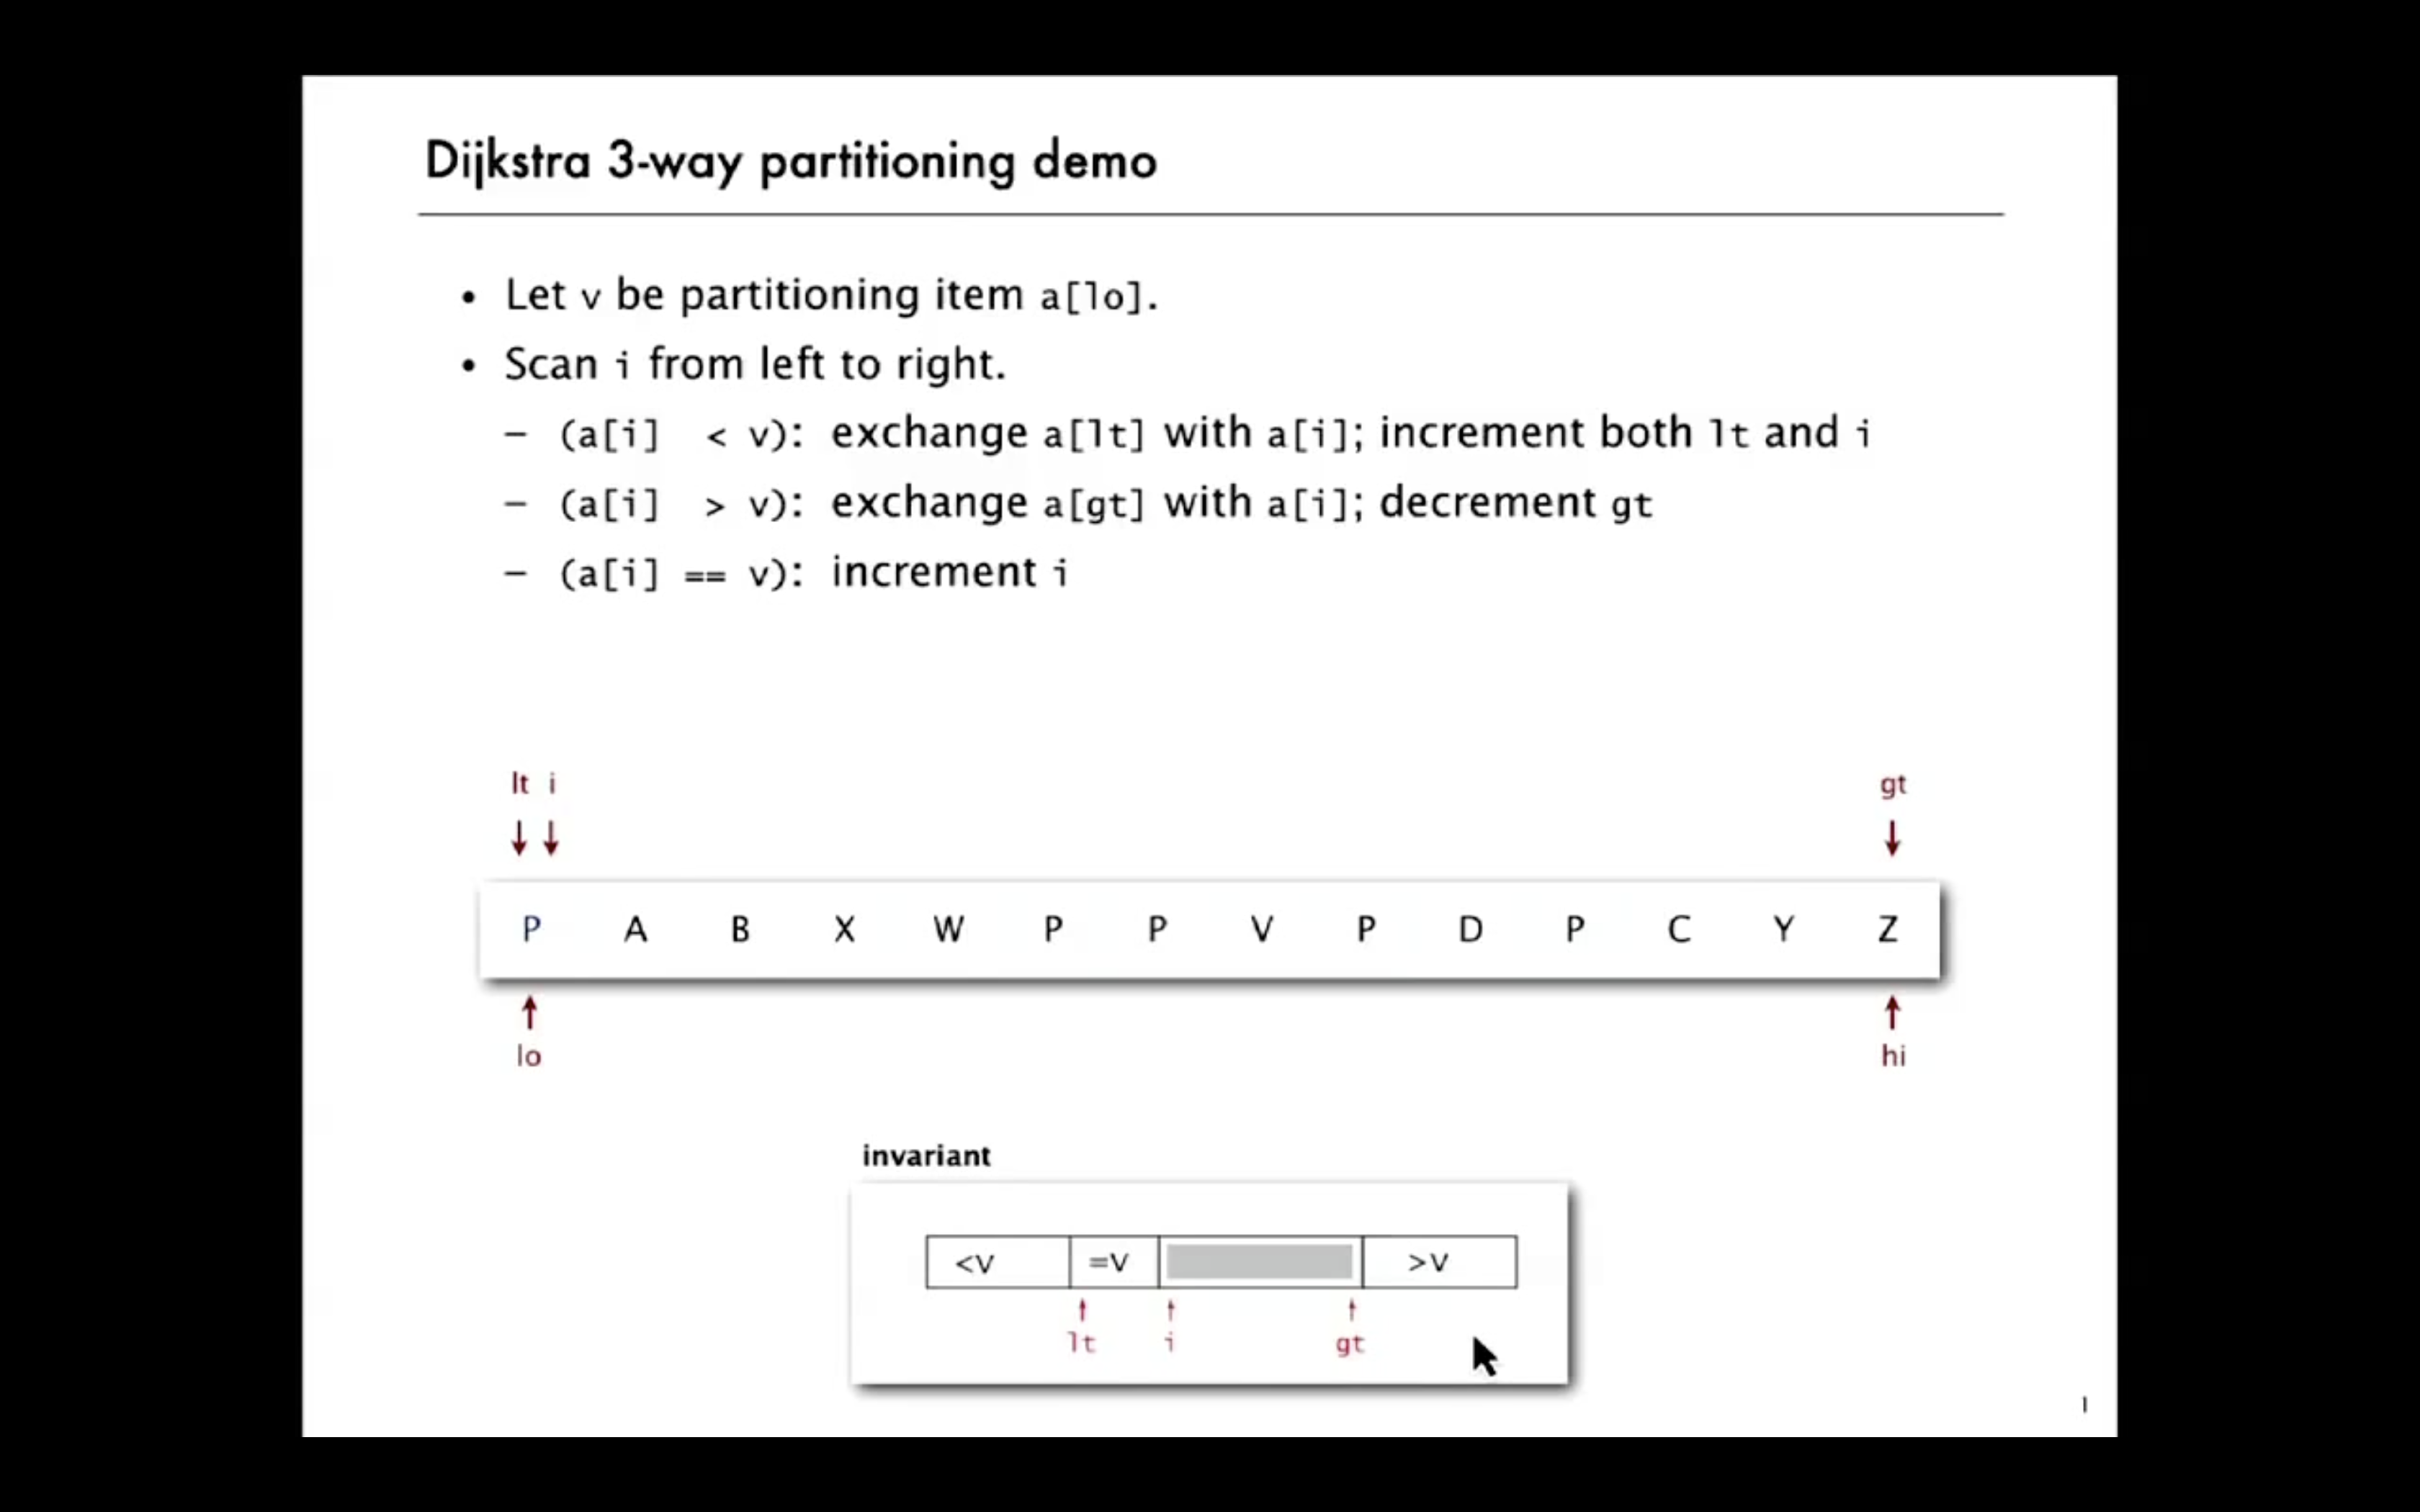 Dijkstra 3-way partitioning demo
• Let v be partitioning item a[lo].
• Scan i from left to right.
– (a[i] < v): exchange a[lt] with a[i]; increment both lt and i
– (a[i] > v): exchange a[gt] with a[i]; decrement gt
– (a[i] == v): increment i
lt i gt
P A B X W P P V P D P C Y Z
lo hi
invariant
<v =v >v
lt i gt
1